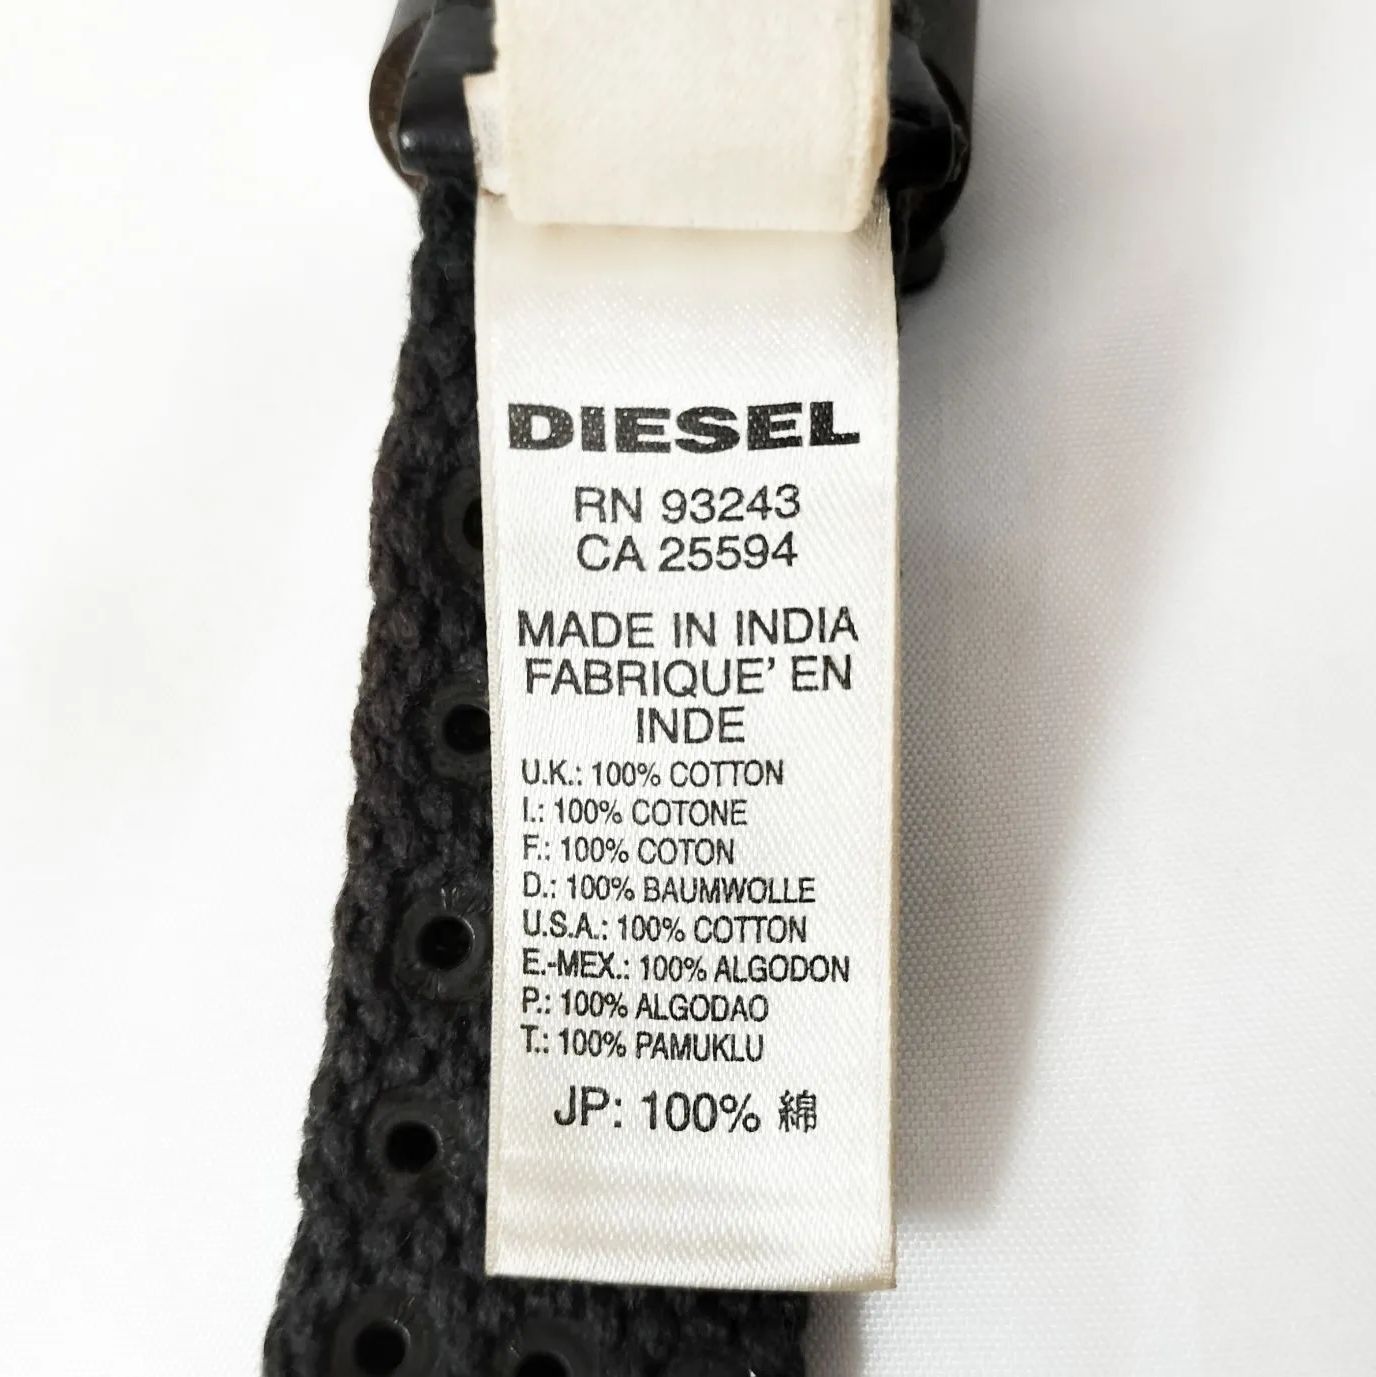 DIESEL
RN 93243
CA 25594
MADE IN INDIA
FABRIQUE' EN
INDE
U.K.: 100% COTTON
I.: 100% COTONE
F.: 100% COTON
D.: 100% BAUMWOLLE
U.S.A.: 100% COTTON
E.-MEX.: 100% ALGODON
P.: 100% ALGODAO
T.: 100% PAMUKLU
JP: 100% 綿